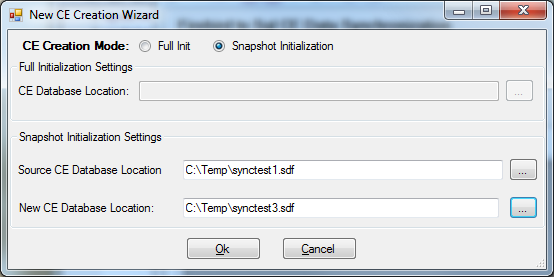 New CE Creation Wizard
CE Creation Mode: Full Init Snapshot Initialization
Full Initialization Settings
CE Database Location: ...
Snapshot Initialization Settings
Source CE Database Location C:\Temp\synctest1.sdf ...
New CE Database Location: C:\Temp\synctest3.sdf ...
Ok Cancel